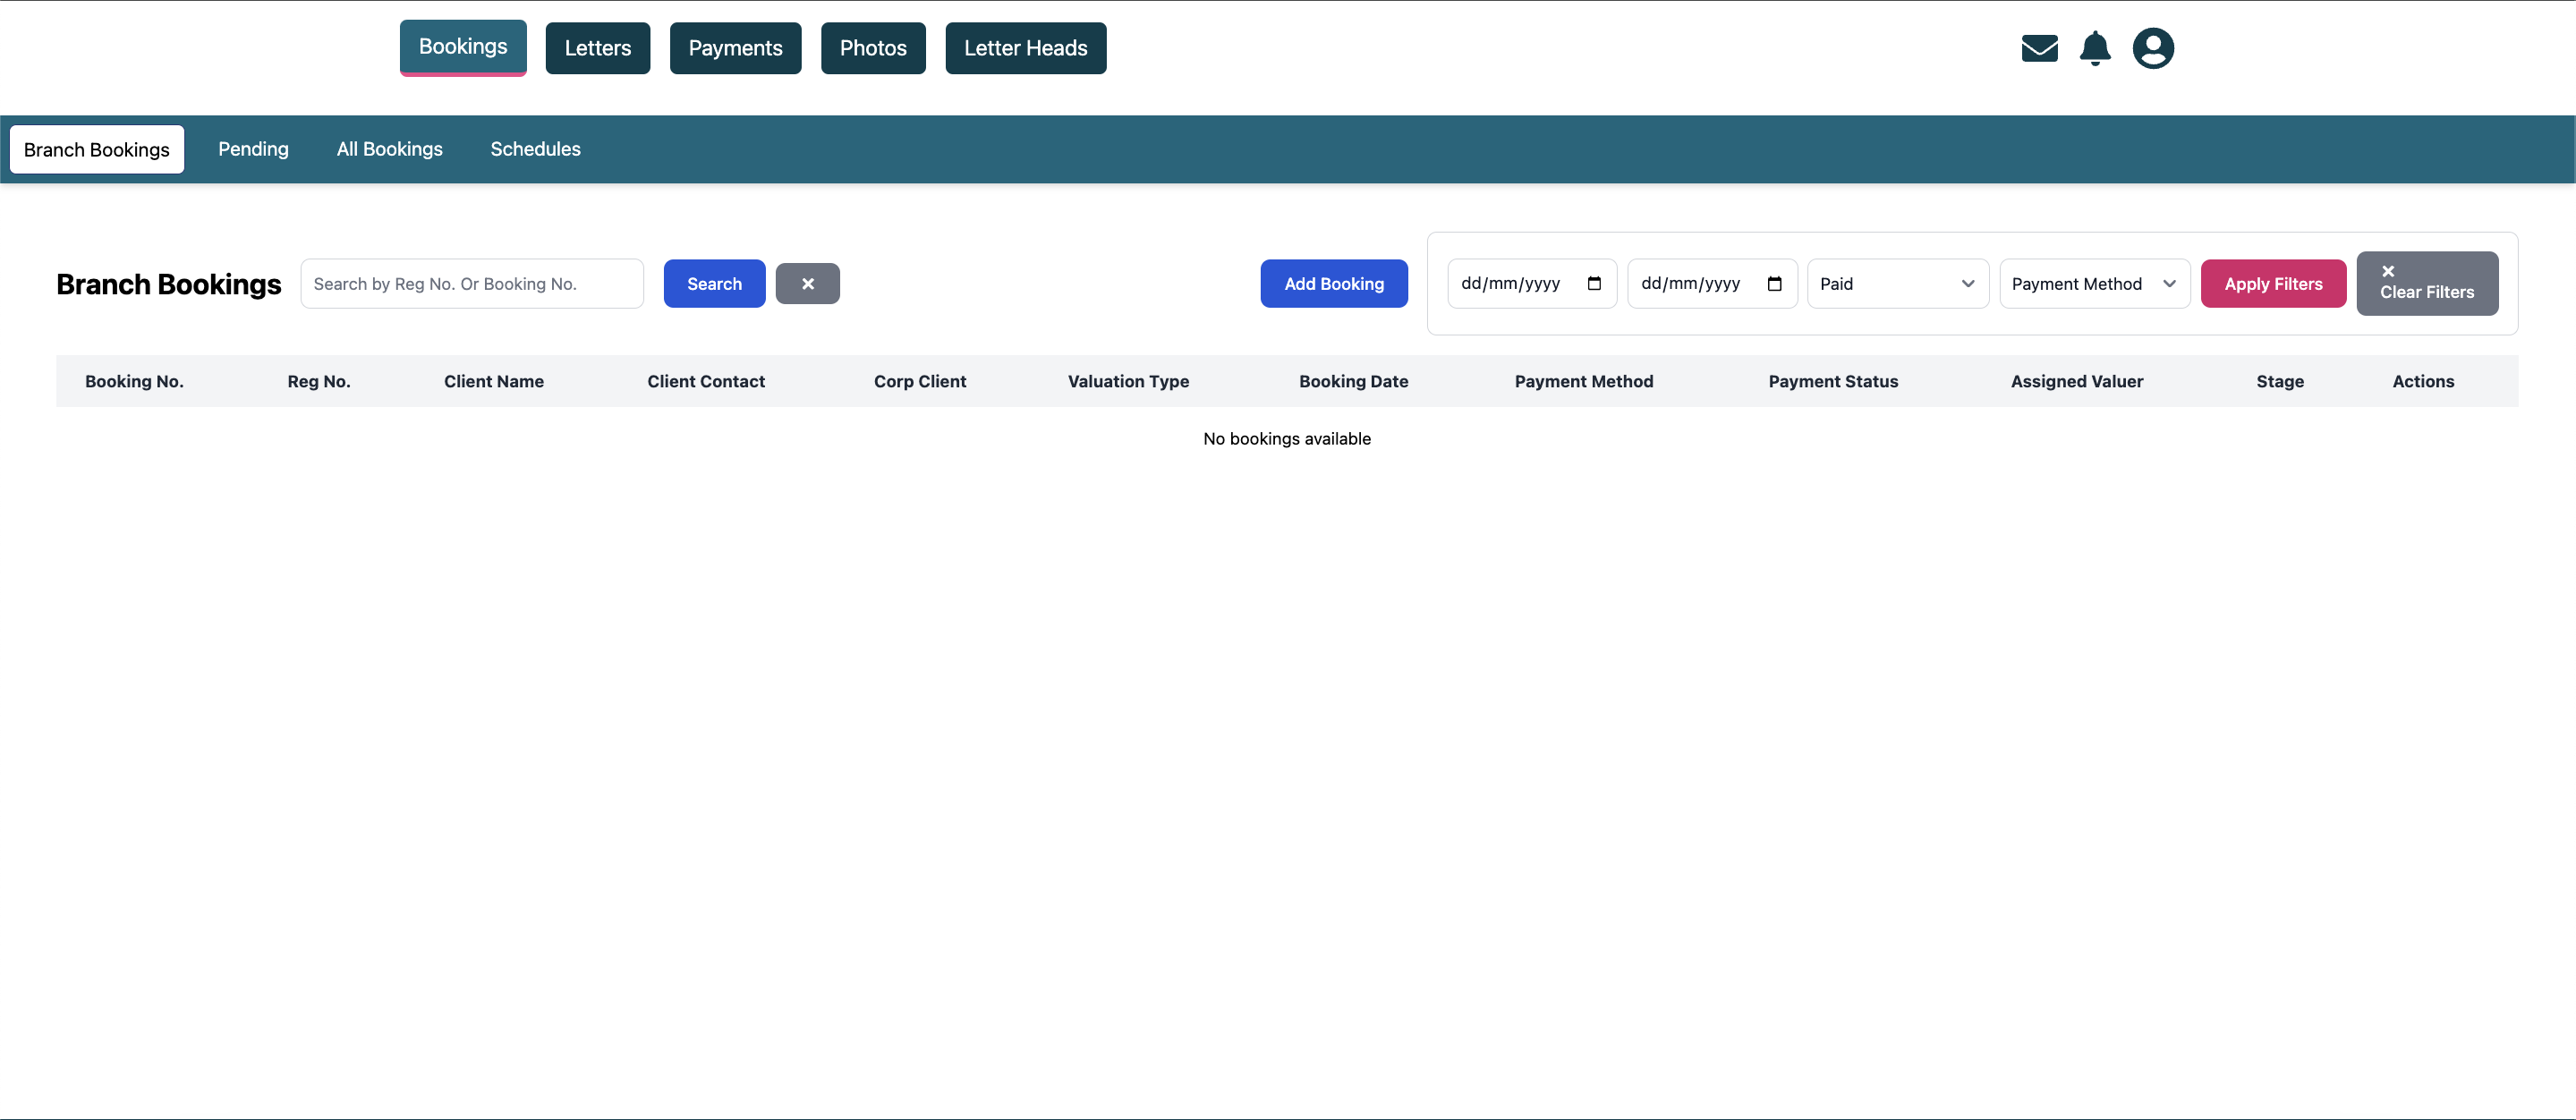 Bookings Letters Payments Photos Letter Heads
Branch Bookings Pending All Bookings Schedules
Branch Bookings Search by Reg No. Or Booking No. Search Add Booking dd/mm/yyyy dd/mm/yyyy Paid Payment Method Apply Filters Clear Filters
Booking No. Reg No. Client Name Client Contact Corp Client Valuation Type Booking Date Payment Method Payment Status Assigned Valuer Stage Actions
No bookings available